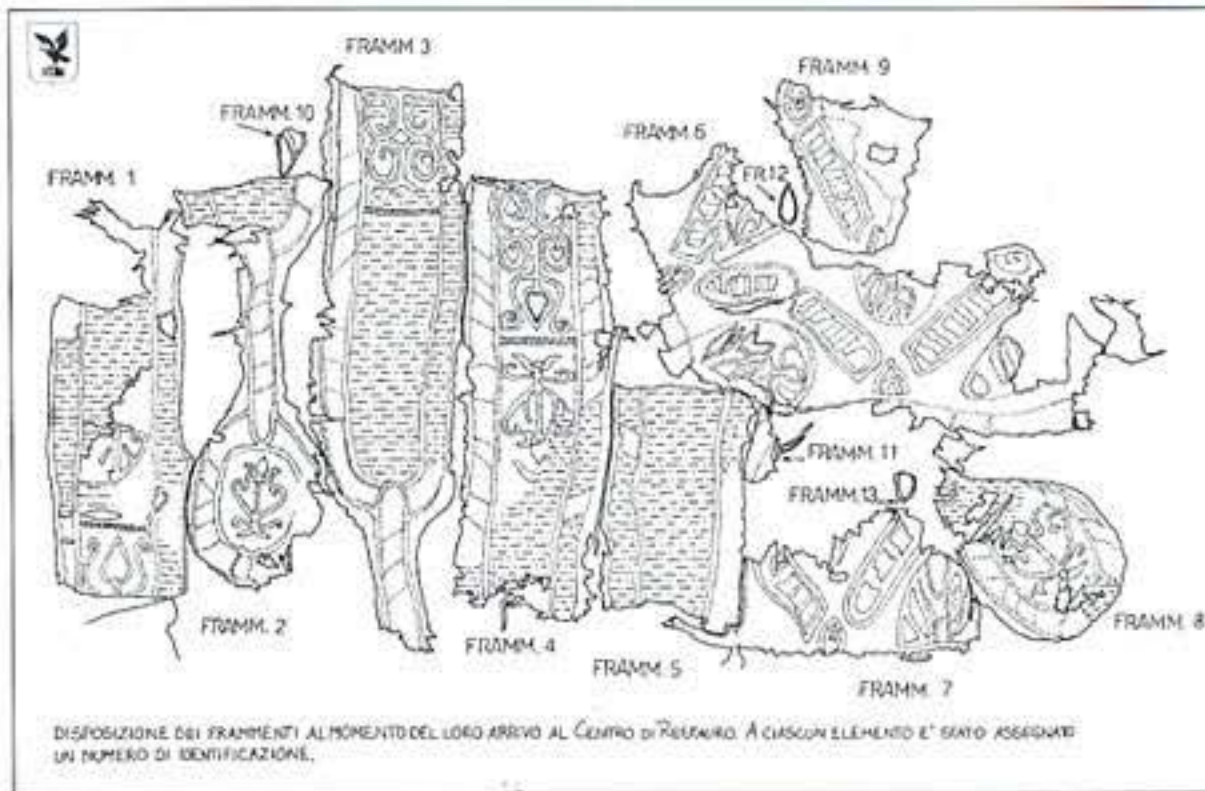 FRAMM. 3
FRAMM. 9
FRAMM. 10
FRAMM. 6
FRAMM. 1
FR.12
FRAMM. 11
FRAMM. 13
FRAMM. 2
FRAMM. 4
FRAMM. 5
FRAMM. 7
FRAMM. 8
DISPOSIZIONE DEI FRAMMENTI AL MOMENTO DEL LORO ARRIVO AL CENTRO DI RESTAURO. A CIASCUN ELEMENTO E' STATO ASSEGNATO
UN NUMERO DI IDENTIFICAZIONE.